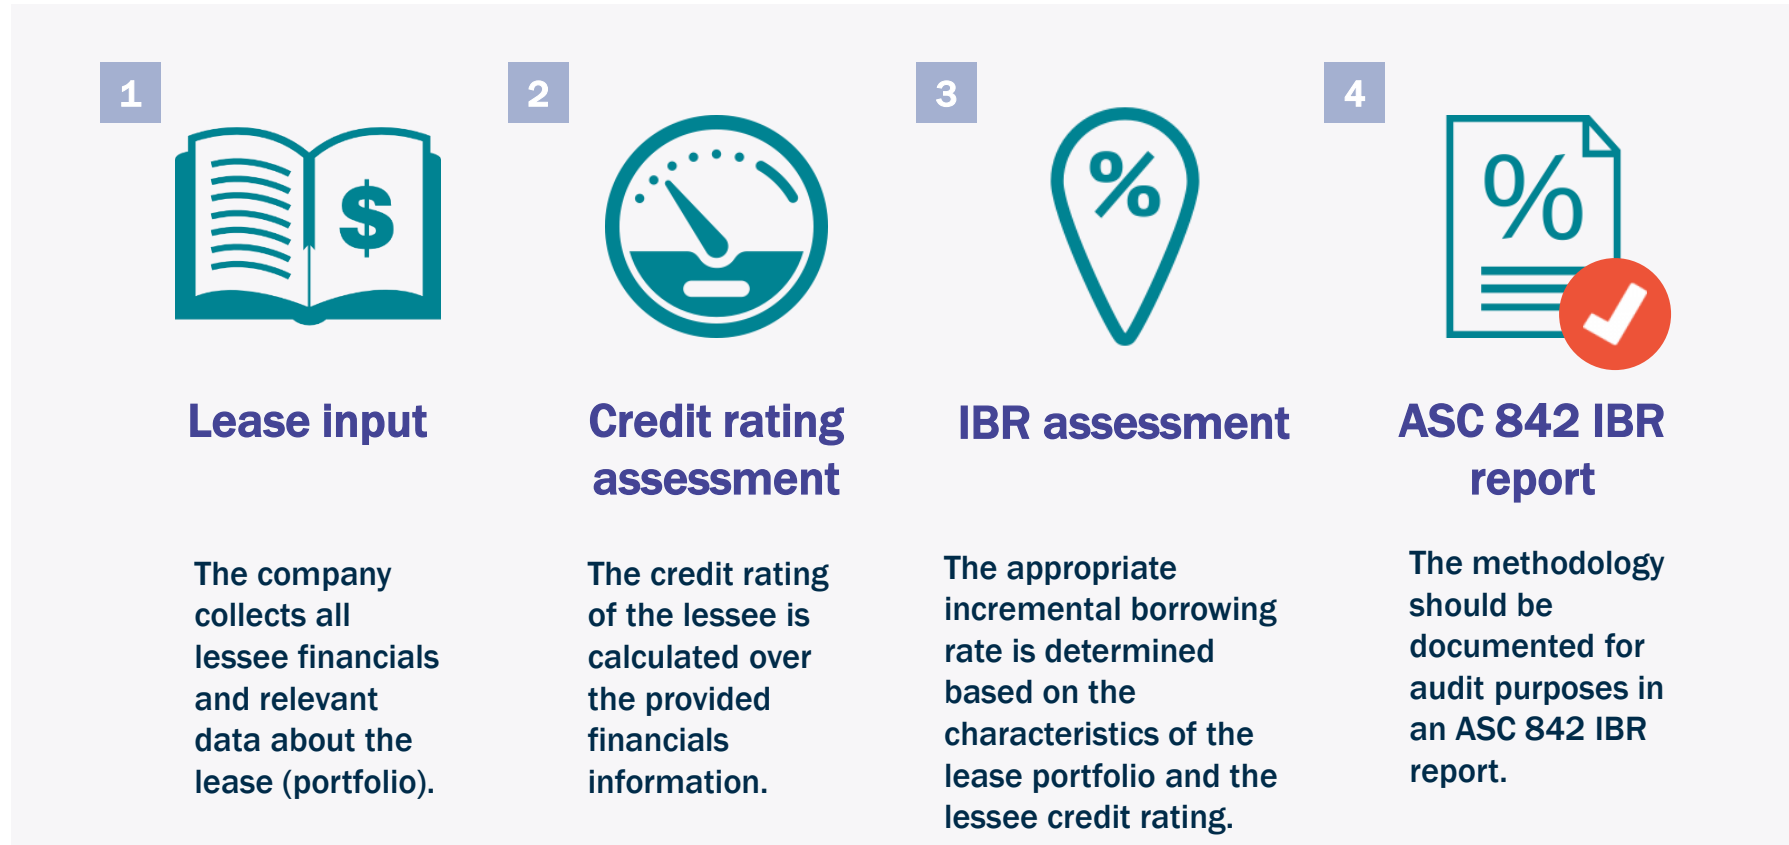 1
$
Lease input
The company
collects all
lessee financials
and relevant
data about the
lease (portfolio).
2
Credit rating
assessment
The credit rating
of the lessee is
calculated over
the provided
financials
information.
3
%
IBR assessment
The appropriate
incremental borrowing
rate is determined
based on the
characteristics of the
lease portfolio and the
lessee credit rating.
4
%
ASC 842 IBR
report
The methodology
should be
documented for
audit purposes in
an ASC 842 IBR
report.